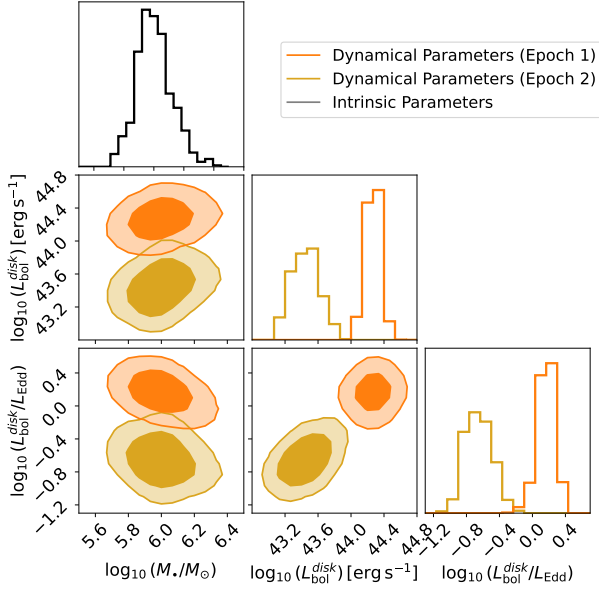 Dynamical Parameters (Epoch 1)
Dynamical Parameters (Epoch 2)
Intrinsic Parameters
log₁₀ (L_bol^disk) [erg s⁻¹]
44.8
44.4
44.0
43.6
43.2
log₁₀ (L_bol^disk/L_Edd)
0.4
0.0
−0.4
−0.8
−1.2
5.6 6.0 6.2 6.4
43.2 43.6 44.0 44.4 44.8
−1.2 −0.8 −0.4 0.0 0.4
log₁₀ (M•/M⊙) log₁₀ (L_bol^disk) [erg s⁻¹] log₁₀ (L_bol^disk/L_Edd)